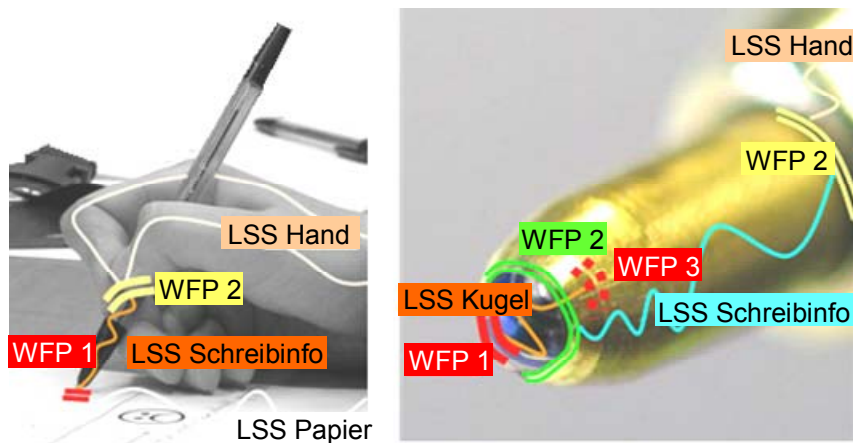 LSS Hand
WFP 2
WFP 1
LSS Schreibinfo
LSS Papier
LSS Hand
WFP 2
WFP 2
WFP 3
LSS Kugel
LSS Schreibinfo
WFP 1